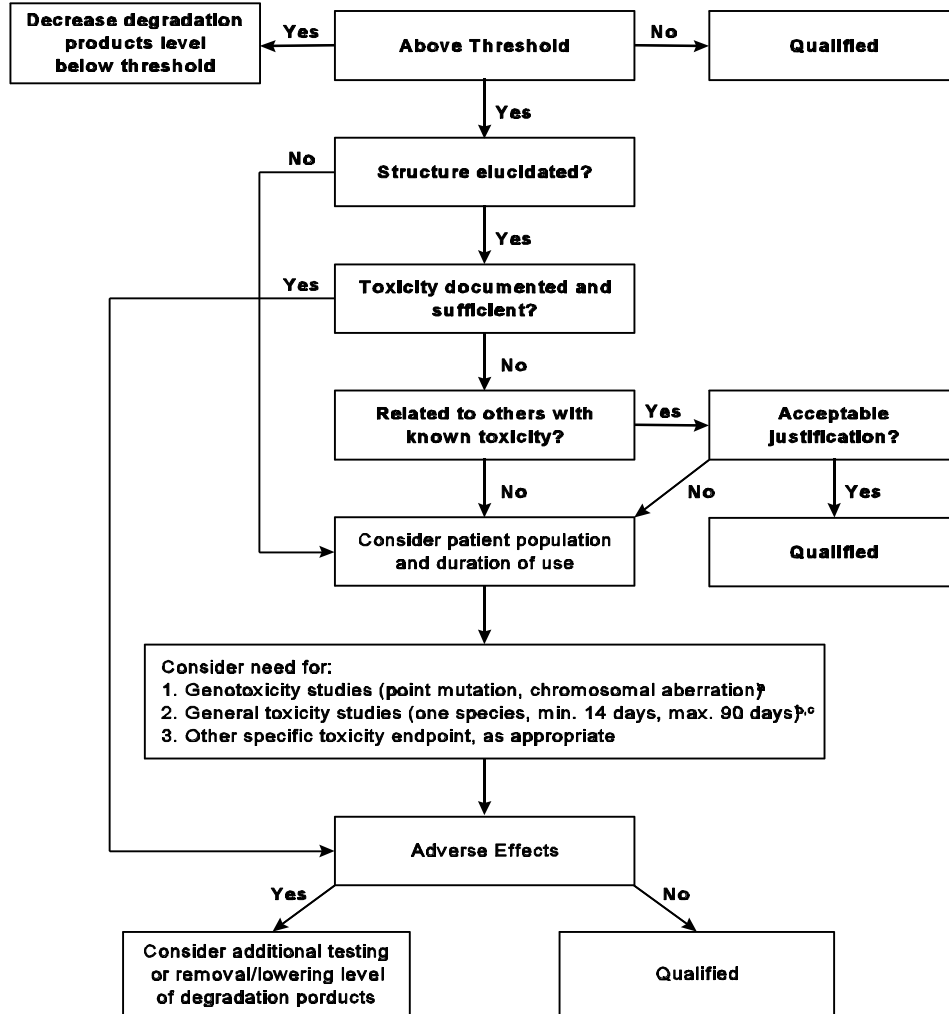 Decrease degradation
products level
below threshold
Yes
Above Threshold
No
Qualified
Yes
No
Structure elucidated?
Yes
Yes
Toxicity documented and
sufficient?
No
Related to others with
known toxicity?
Yes
Acceptable
justification?
No
No
Yes
Consider patient population
and duration of use
Qualified
Consider need for:
1. Genotoxicity studies (point mutation, chromosomal aberration)a
2. General toxicity studies (one species, min. 14 days, max. 90 days)b,c
3. Other specific toxicity endpoint, as appropriate
Adverse Effects
Yes
No
Consider additional testing
or removal/lowering level
of degradation porducts
Qualified